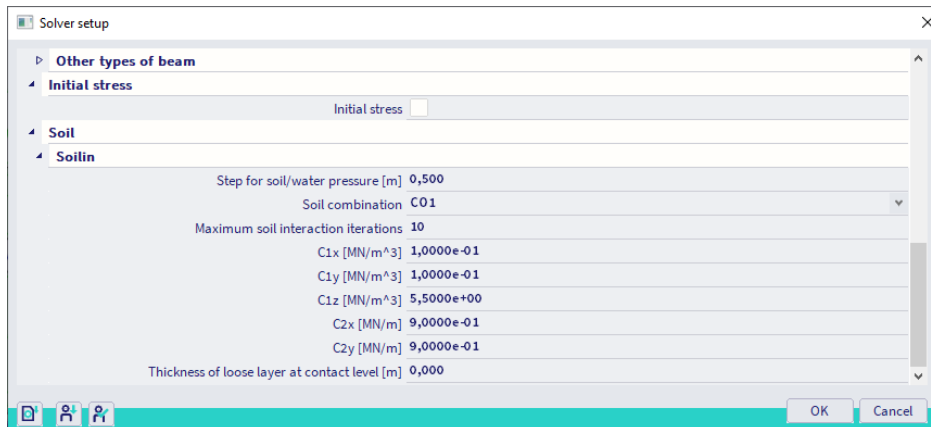 Solver setup
Other types of beam
Initial stress
Initial stress
Soil
Soilin
Step for soil/water pressure [m] 0,500
Soil combination CO1
Maximum soil interaction iterations 10
C1x [MN/m^3] 1,0000e-01
C1y [MN/m^3] 1,0000e-01
C1z [MN/m^3] 5,5000e+00
C2x [MN/m] 9,0000e-01
C2y [MN/m] 9,0000e-01
Thickness of loose layer at contact level [m] 0,000
OK Cancel